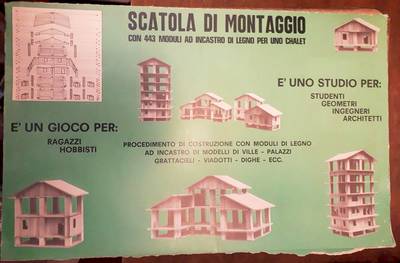 SCATOLA DI MONTAGGIO
CON 443 MODULI AD INCASTRO DI LEGNO PER UNO CHALET
E' UN GIOCO PER:
RAGAZZI
HOBBISTI
E' UNO STUDIO PER:
STUDENTI
GEOMETRI
INGEGNERI
ARCHITETTI
PROCEDIMENTO DI COSTRUZIONE CON MODULI DI LEGNO
AD INCASTRO DI MODELLI DI VILLE - PALAZZI
GRATTACIELI - VIADOTTI - DIGHE - ECC.